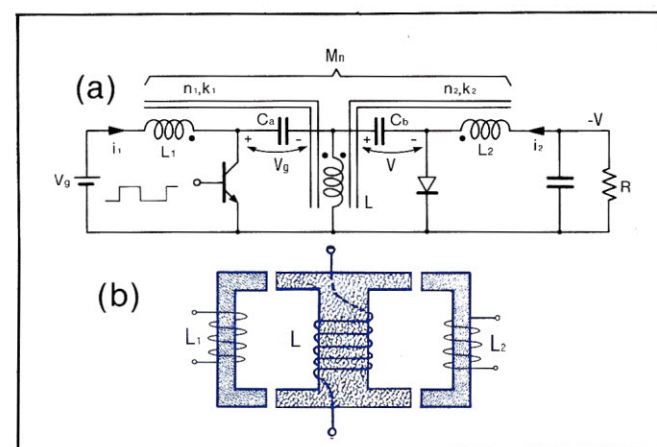 Mn
(a)
n1,k1
n2,k2
Ca
Cb
-V
+ -
+ -
i1
L1
Vg
V
L2
i2
Vg
L
R
(b)
L1
L
L2